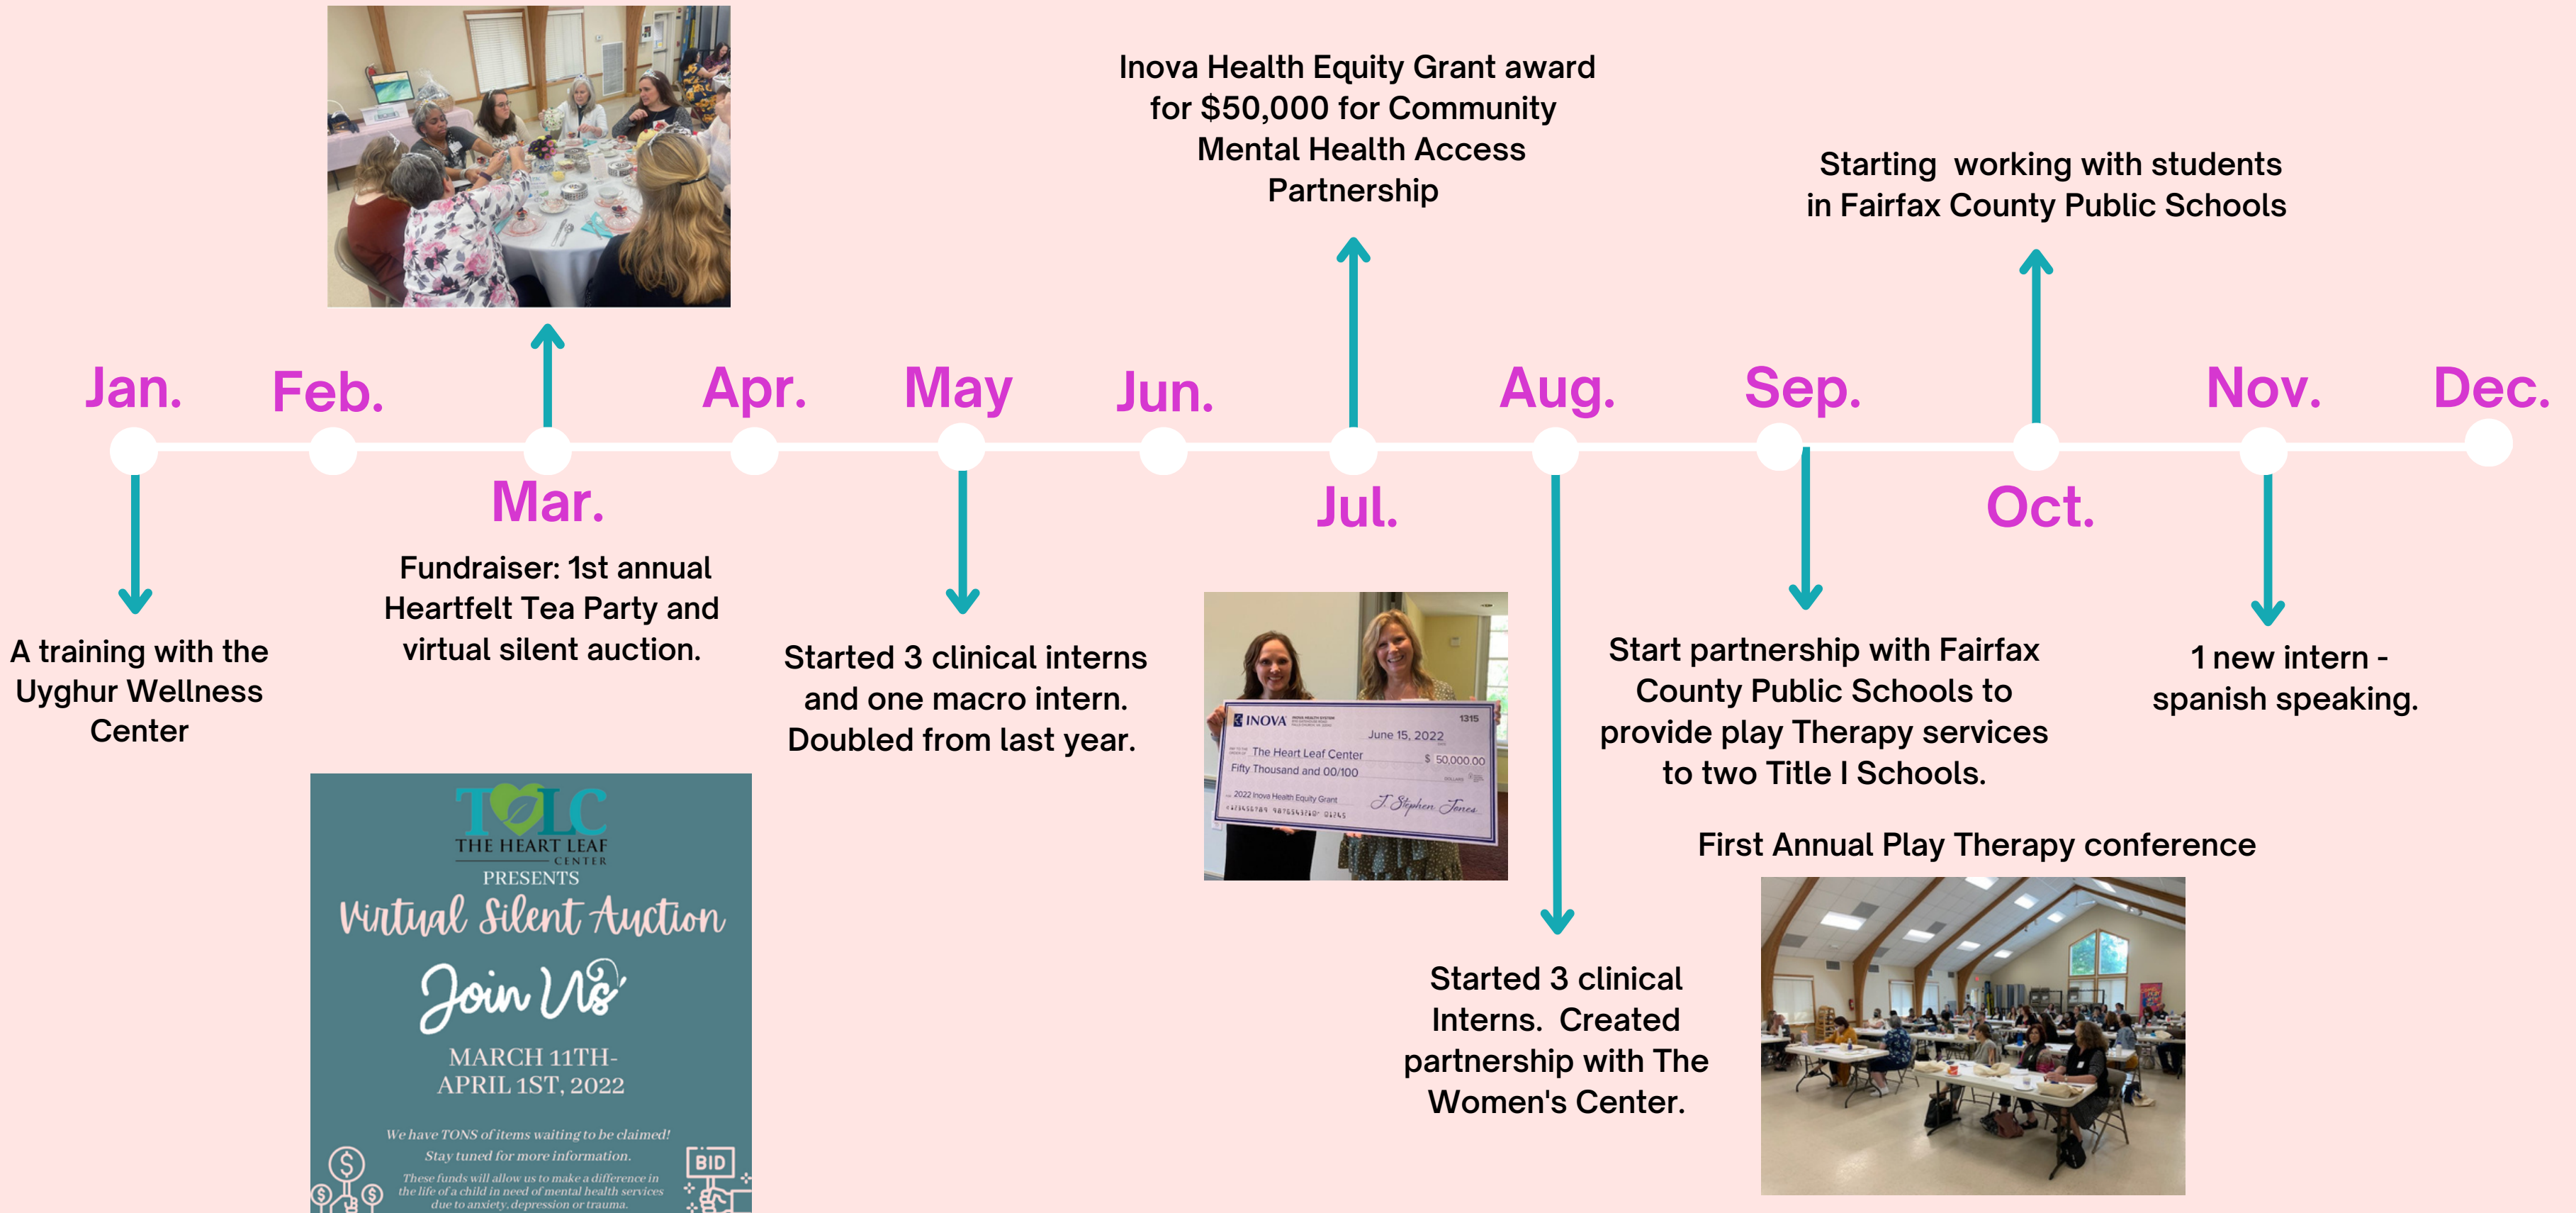 Inova Health Equity Grant award
for $50,000 for Community
Mental Health Access
Partnership
Starting working with students
in Fairfax County Public Schools
Jan.
Feb.
Apr.
May
Jun.
Aug.
Sep.
Nov.
Dec.
Mar.
Jul.
Oct.
A training with the
Uyghur Wellness
Center
Fundraiser: 1st annual
Heartfelt Tea Party and
virtual silent auction.
Started 3 clinical interns
and one macro intern.
Doubled from last year.
INOVA
1315
June 15, 2022
The Heart Leaf Center
$ 50,000.00
Fifty Thousand and 00/100
2022 Inova Health Equity Grant
J. Stephen Jones
Start partnership with Fairfax
County Public Schools to
provide play Therapy services
to two Title I Schools.
1 new intern -
spanish speaking.
First Annual Play Therapy conference
Started 3 clinical
Interns. Created
partnership with The
Women's Center.
TOLC
THE HEART LEAF
CENTER
PRESENTS
Virtual Silent Auction
Join Us
MARCH 11TH-
APRIL 1ST, 2022
We have TONS of items waiting to be claimed!
Stay tuned for more information.
These funds will allow us to make a difference in
the life of a child in need of mental health services
due to anxiety, depression or trauma.
BID